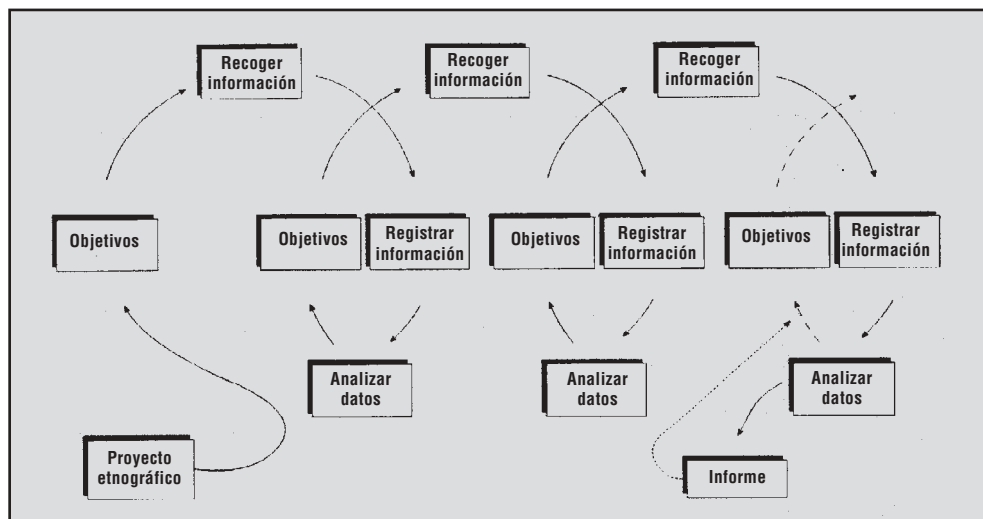 Recoger
información
Recoger
información
Recoger
información
Objetivos
Objetivos
Registrar
información
Objetivos
Registrar
información
Objetivos
Registrar
información
Analizar
datos
Analizar
datos
Analizar
datos
Proyecto
etnográfico
Informe